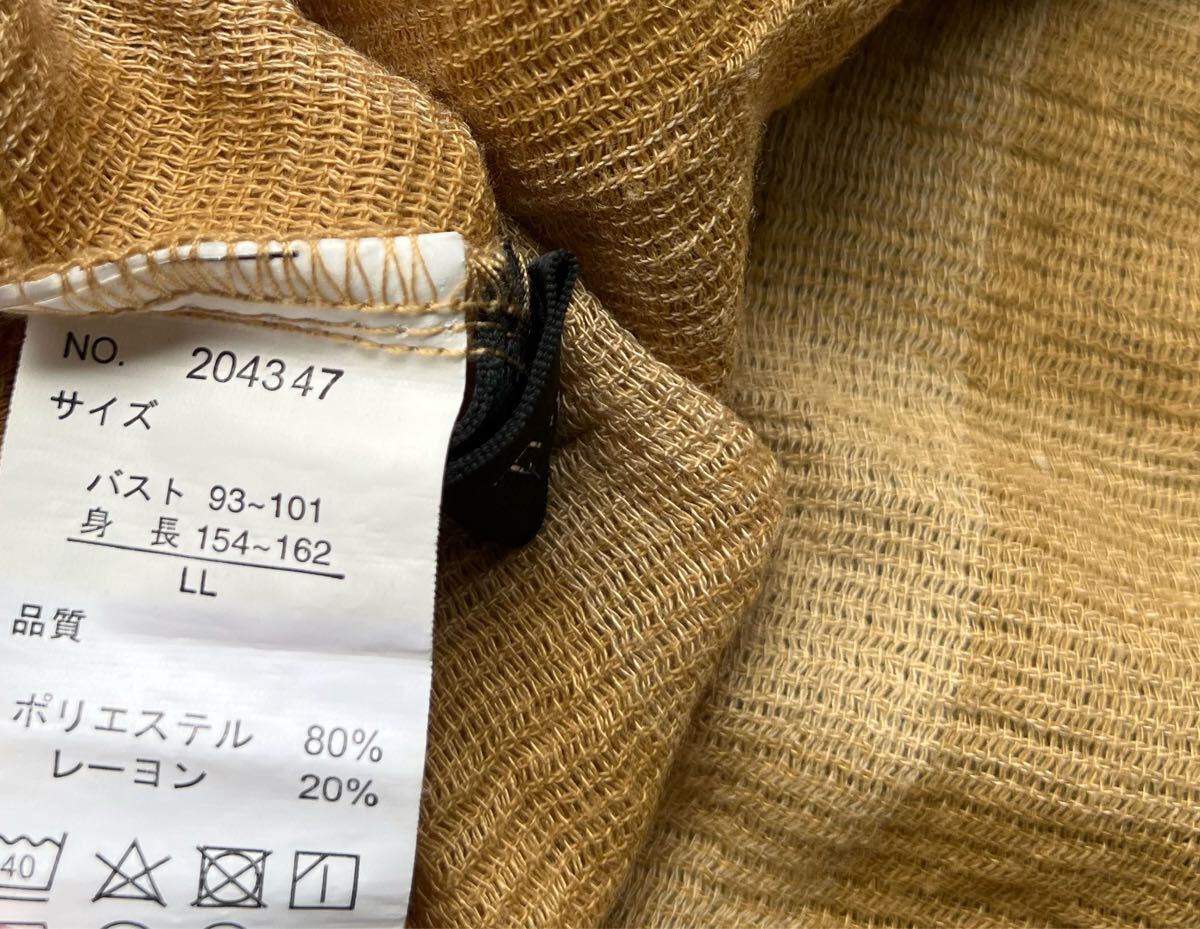 NO. 204347
サイズ
バスト 93~101
身 長 154~162
LL
品質
ポリエステル 80%
レーヨン 20%
40